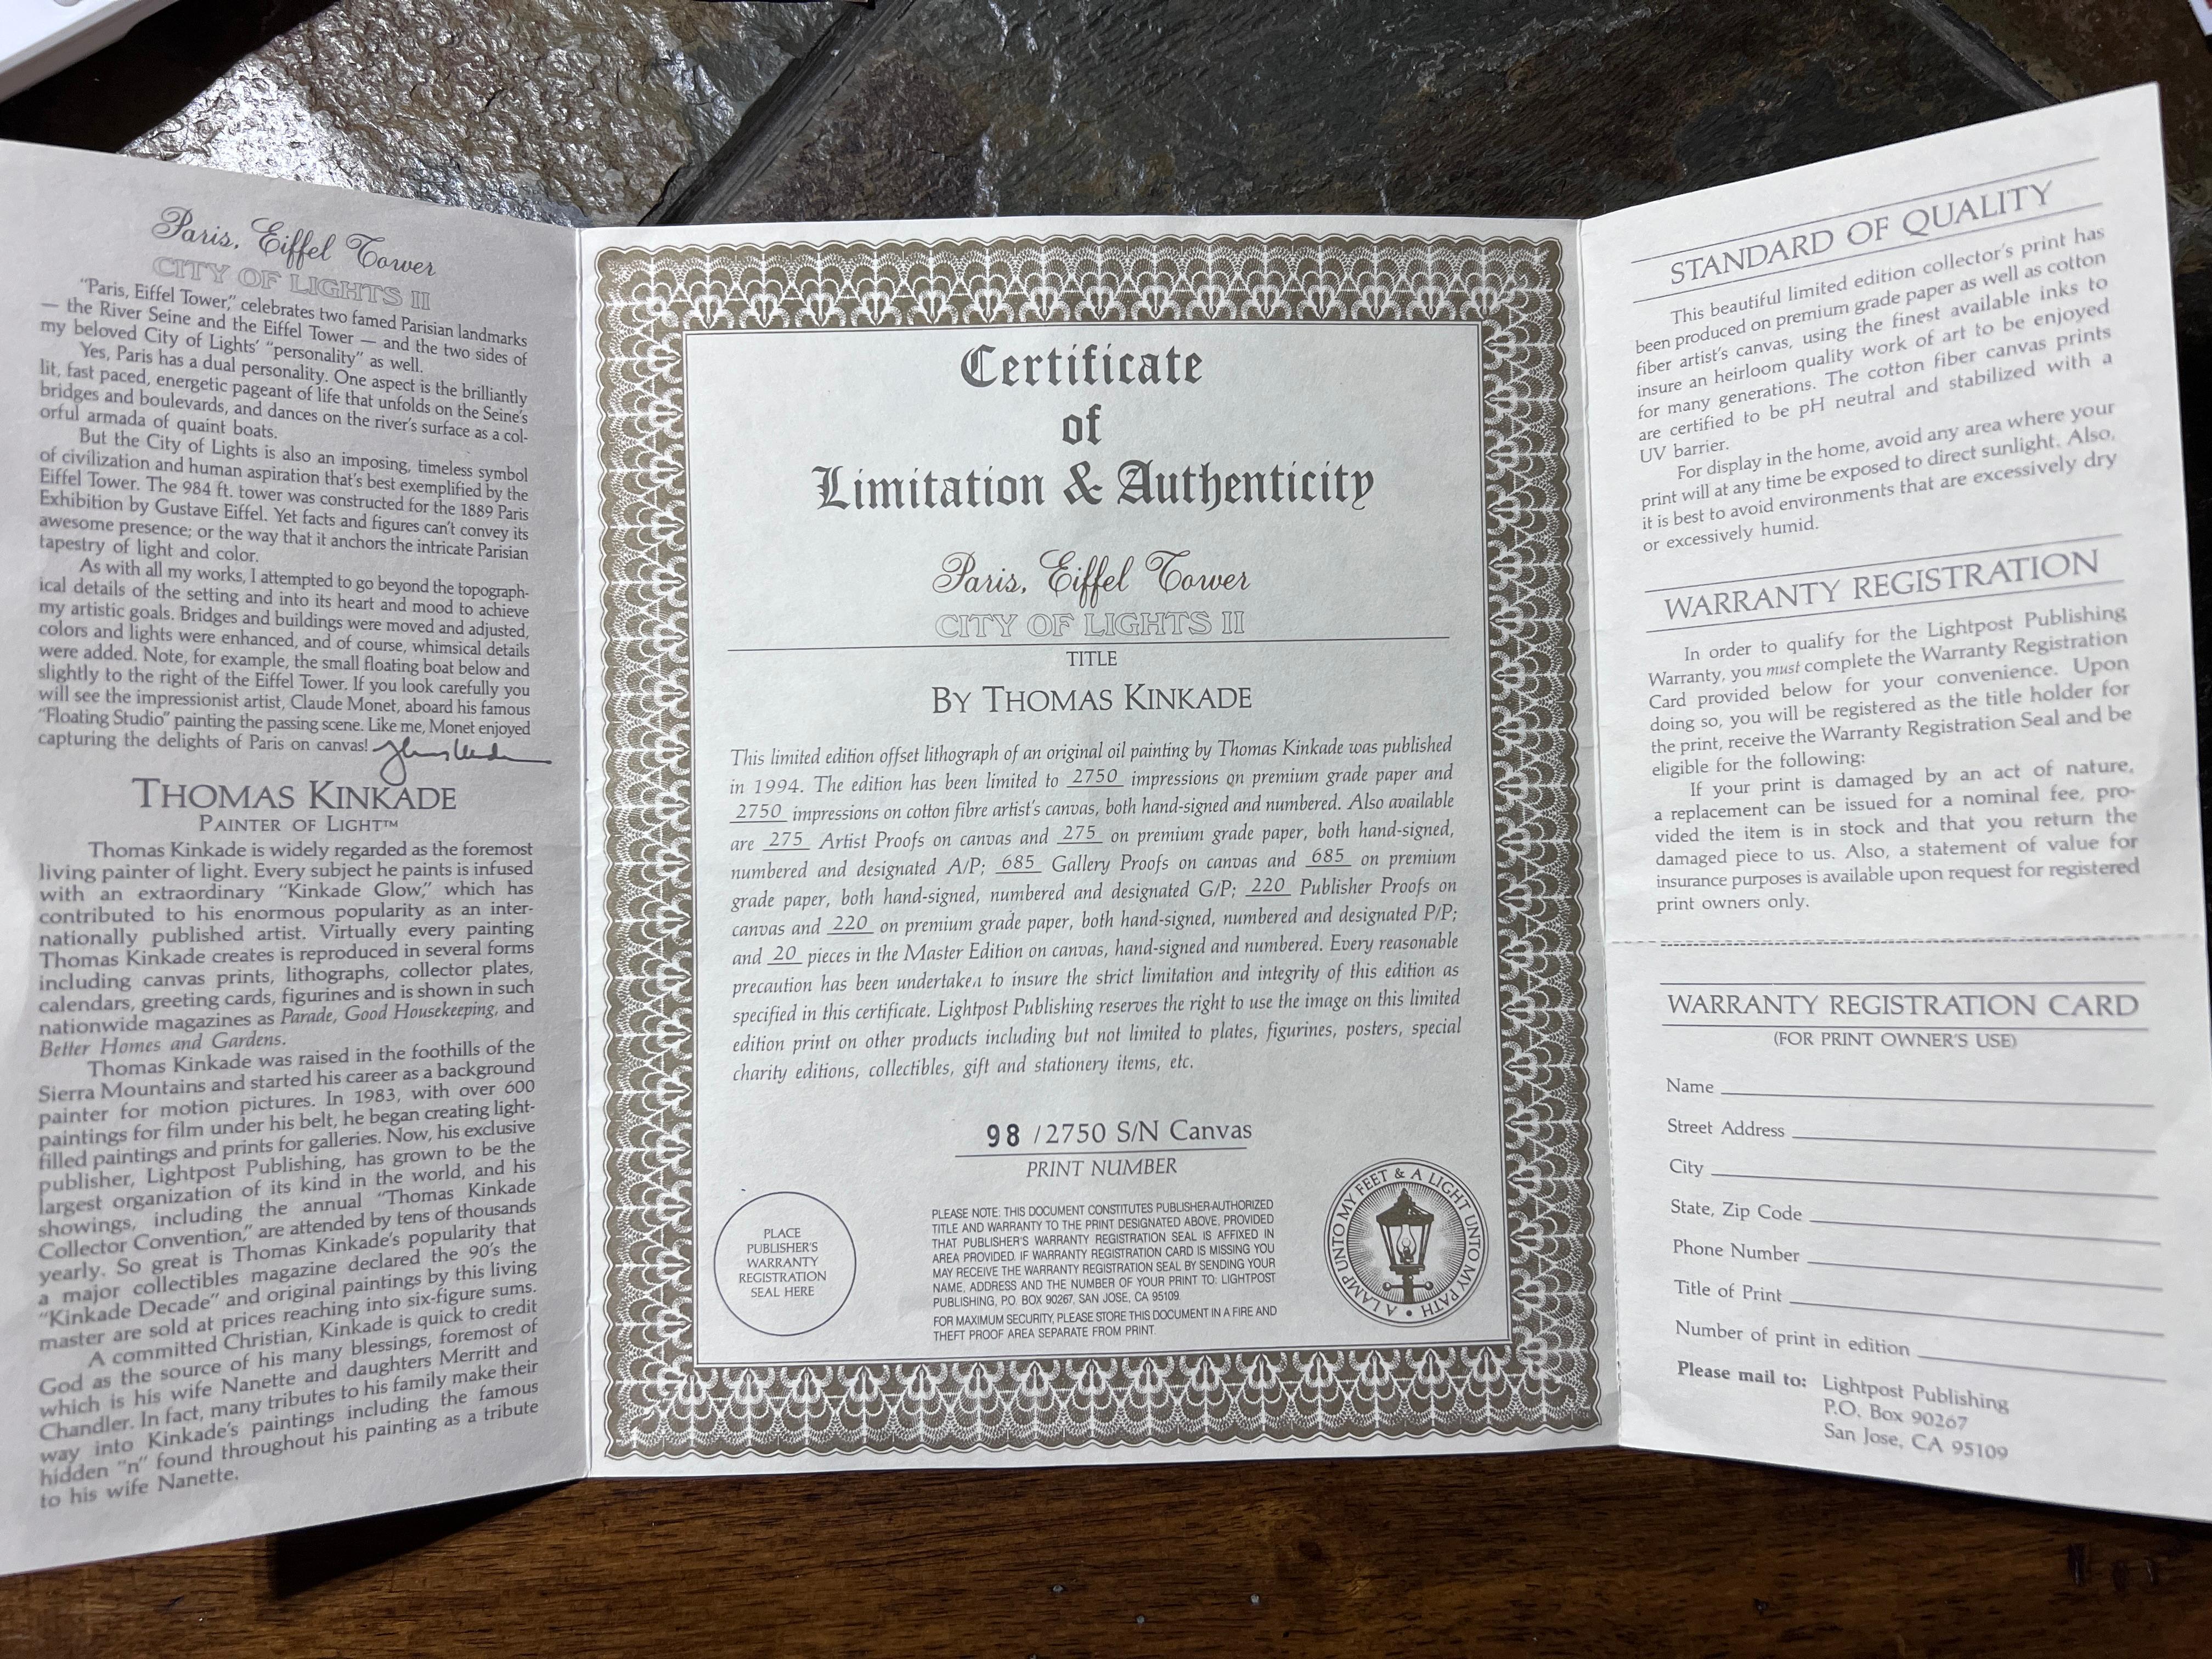 Paris, Eiffel Tower
CITY OF LIGHTS II
"Paris, Eiffel Tower," celebrates two famed Parisian landmarks
— the River Seine and the Eiffel Tower — and the two sides of
my beloved City of Lights' "personality" as well.
Yes, Paris has a dual personality. One aspect is the brilliantly
lit, fast paced, energetic pageant of life that unfolds on the Seine's
bridges and boulevards, and dances on the river's surface as a col-
orful armada of quaint boats.
But the City of Lights is also an imposing, timeless symbol
of civilization and human aspiration that's best exemplified by the
Eiffel Tower. The 984 ft. tower was constructed for the 1889 Paris
Exhibition by Gustave Eiffel. Yet facts and figures can't convey its
awesome presence; or the way that it anchors the intricate Parisian
tapestry of light and color.
As with all my works, I attempted to go beyond the topograph-
ical details of the setting and into its heart and mood to achieve
my artistic goals. Bridges and buildings were moved and adjusted,
colors and lights were enhanced, and of course, whimsical details
were added. Note, for example, the small floating boat below and
slightly to the right of the Eiffel Tower. If you look carefully you
will see the impressionist artist, Claude Monet, aboard his famous
"Floating Studio" painting the passing scene. Like me, Monet enjoyed
capturing the delights of Paris on canvas!
THOMAS KINKADE
PAINTER OF LIGHT™
Thomas Kinkade is widely regarded as the foremost
living painter of light. Every subject he paints is infused
with an extraordinary "Kinkade Glow," which has
contributed to his enormous popularity as an inter-
nationally published artist. Virtually every painting
Thomas Kinkade creates is reproduced in several forms
including canvas prints, lithographs, collector plates,
calendars, greeting cards, figurines and is shown in such
nationwide magazines as Parade, Good Housekeeping, and
Better Homes and Gardens.
Thomas Kinkade was raised in the foothills of the
Sierra Mountains and started his career as a background
painter for motion pictures. In 1983, with over 600
paintings for film under his belt, he began creating light-
filled paintings and prints for galleries. Now, his exclusive
publisher, Lightpost Publishing, has grown to be the
largest organization of its kind in the world, and his
showings, including the annual "Thomas Kinkade
Collector Convention," are attended by tens of thousands
yearly. So great is Thomas Kinkade's popularity that
a major collectibles magazine declared the 90's the
"Kinkade Decade" and original paintings by this living
master are sold at prices reaching into six-figure sums.
A committed Christian, Kinkade is quick to credit
God as the source of his many blessings, foremost of
which is his wife Nanette and daughters Merritt and
Chandler. In fact, many tributes to his family make their
way into Kinkade's paintings including the famous
hidden "n" found throughout his painting as a tribute
to his wife Nanette.
Certificate
of
Limitation & Authenticity
Paris, Eiffel Tower
CITY OF LIGHTS II
TITLE
BY THOMAS KINKADE
This limited edition offset lithograph of an original oil painting by Thomas Kinkade was published
in 1994. The edition has been limited to 2750 impressions on premium grade paper and
2750 impressions on cotton fibre artist's canvas, both hand-signed and numbered. Also available
are 275 Artist Proofs on canvas and 275 on premium grade paper, both hand-signed,
numbered and designated A/P; 685 Gallery Proofs on canvas and 685 on premium
grade paper, both hand-signed, numbered and designated G/P; 220 Publisher Proofs on
canvas and 220 on premium grade paper, both hand-signed, numbered and designated P/P;
and 20 pieces in the Master Edition on canvas, hand-signed and numbered. Every reasonable
precaution has been undertaken to insure the strict limitation and integrity of this edition as
specified in this certificate. Lightpost Publishing reserves the right to use the image on this limited
edition print on other products including but not limited to plates, figurines, posters, special
charity editions, collectibles, gift and stationery items, etc.
98 /2750 S/N Canvas
PRINT NUMBER
PLACE
PUBLISHER'S
WARRANTY
REGISTRATION
SEAL HERE
PLEASE NOTE. THIS DOCUMENT CONSTITUTES PUBLISHER-AUTHORIZED
TITLE AND WARRANTY TO THE PRINT DESIGNATED ABOVE, PROVIDED
THAT PUBLISHER'S WARRANTY REGISTRATION SEAL IS AFFIXED IN
AREA PROVIDED. IF WARRANTY REGISTRATION CARD IS MISSING YOU
MAY RECEIVE THE WARRANTY REGISTRATION SEAL BY SENDING YOUR
NAME, ADDRESS AND THE NUMBER OF YOUR PRINT TO: LIGHTPOST
PUBLISHING, P.O. BOX 90267, SAN JOSE, CA 95109.
FOR MAXIMUM SECURITY, PLEASE STORE THIS DOCUMENT IN A FIRE AND
THEFT PROOF AREA SEPARATE FROM PRINT.
A LAMP UNTO MY FEET & A LIGHT UNTO MY PATH •
STANDARD OF QUALITY
This beautiful limited edition collector's print has
been produced on premium grade paper as well as cotton
fiber artist's canvas, using the finest available inks to
insure an heirloom quality work of art to be enjoyed
for many generations. The cotton fiber canvas prints
are certified to be pH neutral and stabilized with a
UV barrier.
For display in the home, avoid any area where your
print will at any time be exposed to direct sunlight. Also,
it is best to avoid environments that are excessively dry
or excessively humid.
WARRANTY REGISTRATION
In order to qualify for the Lightpost Publishing
Warranty, you must complete the Warranty Registration
Card provided below for your convenience. Upon
doing so, you will be registered as the title holder for
the print, receive the Warranty Registration Seal and be
eligible for the following:
If your print is damaged by an act of nature,
a replacement can be issued for a nominal fee, pro-
vided the item is in stock and that you return the
damaged piece to us. Also, a statement of value for
insurance purposes is available upon request for registered
print owners only.
WARRANTY REGISTRATION CARD
(FOR PRINT OWNER'S USE)
Name
Street Address
City
State, Zip Code
Phone Number
Title of Print
Number of print in edition
Please mail to: Lightpost Publishing
P.O. Box 90267
San Jose, CA 95109